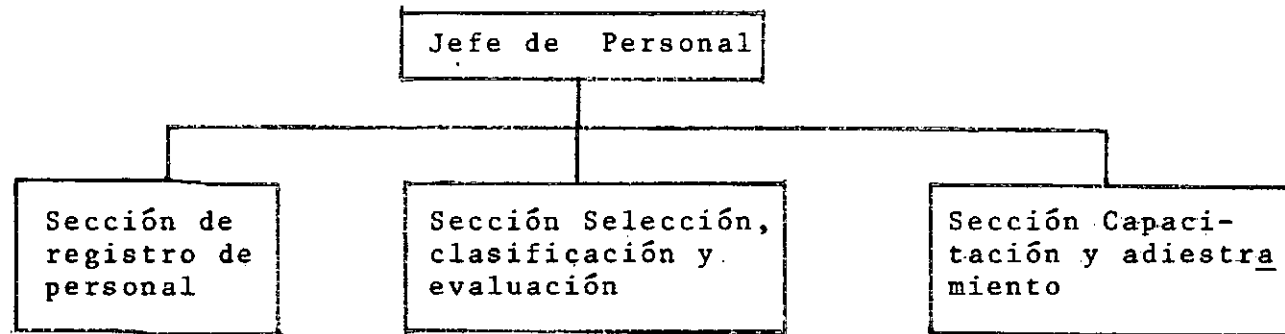 Jefe de Personal
Sección de
registro de
personal
Sección Selección,
clasificación y
evaluación
Sección Capaci-
tación y adiestra
miento